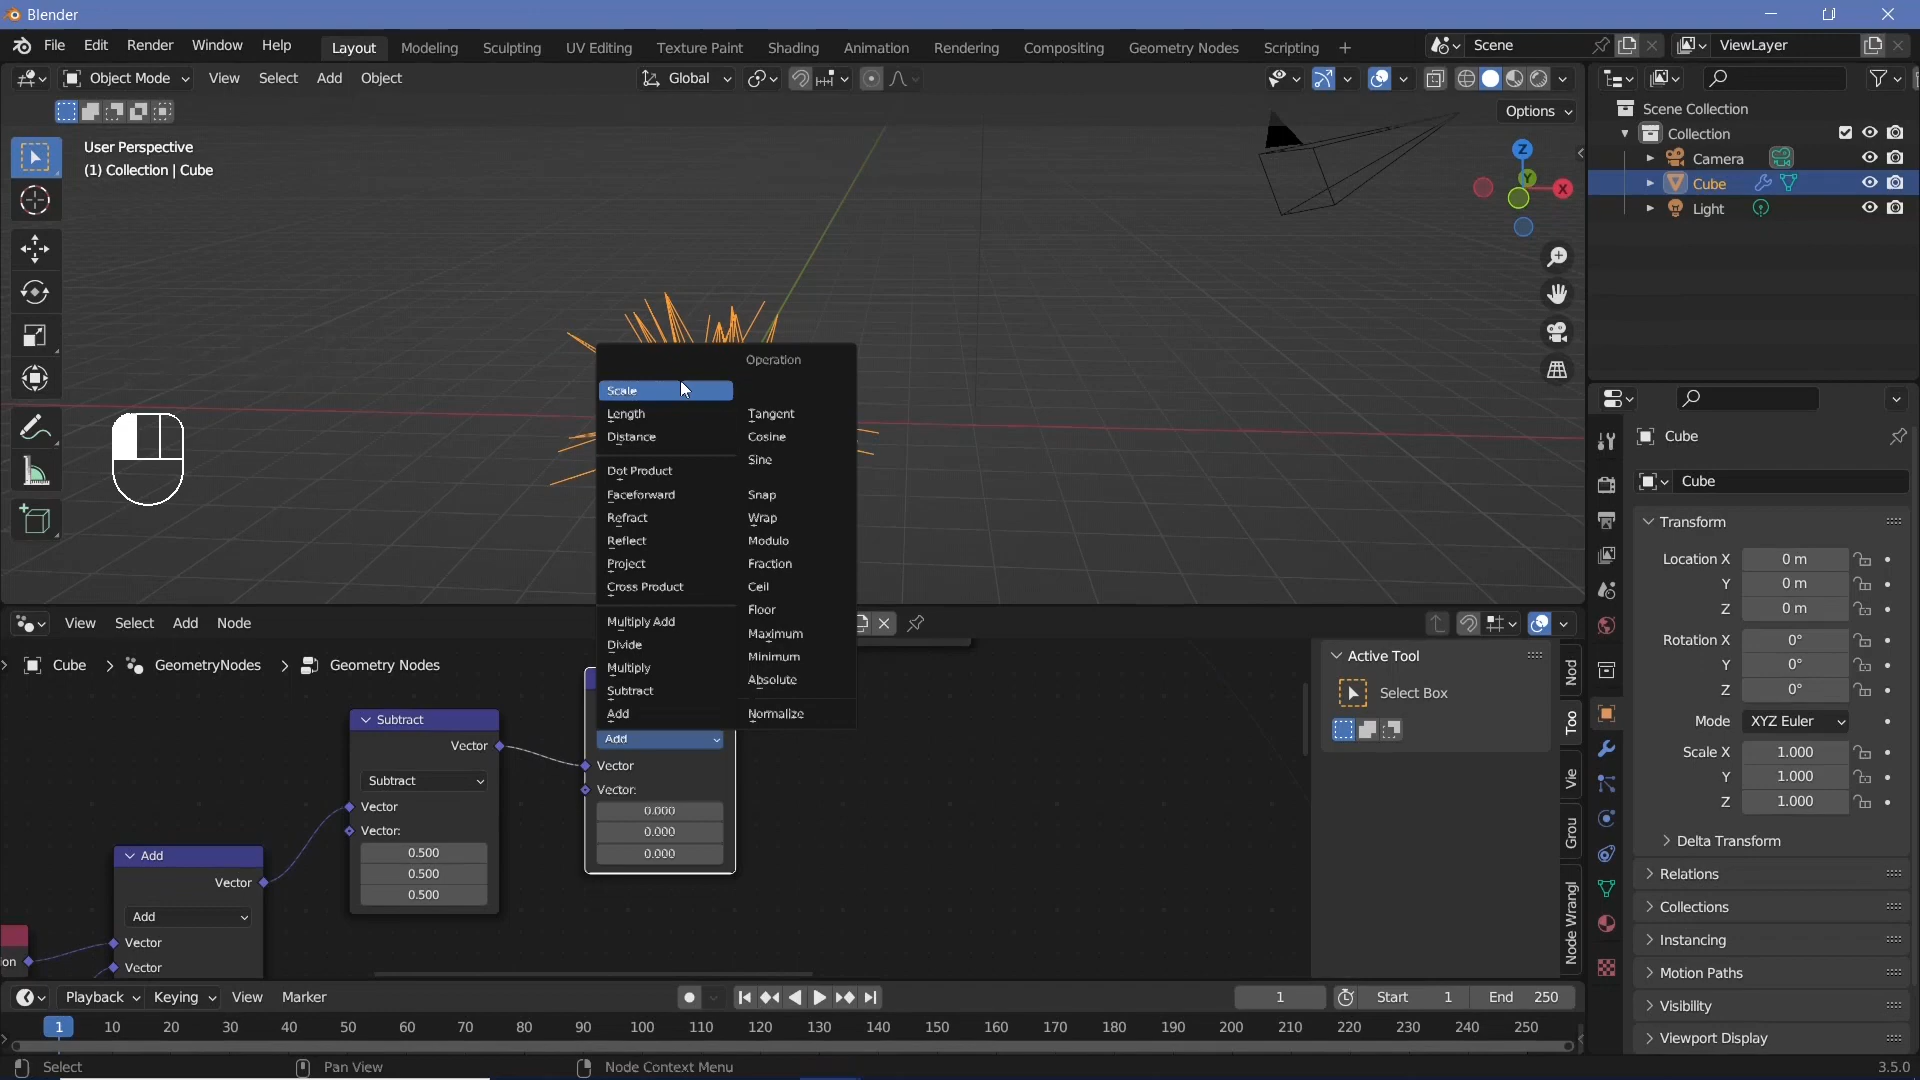 Blender
File Edit Render Window Help
Layout Modeling Sculpting UV Editing Texture Paint Shading Animation Rendering Compositing Geometry Nodes Scripting +
Scene
ViewLayer
Object Mode View Select Add Object
Global
Options
User Perspective
(1) Collection | Cube
Z
Y
X
Scene Collection
Collection
Camera
Cube
Light
Operation
Scale
Length
Distance
Dot Product
Faceforward
Refract
Reflect
Project
Cross Product
Multiply Add
Divide
Multiply
Subtract
Add
Tangent
Cosine
Sine
Snap
Wrap
Modulo
Fraction
Ceil
Floor
Maximum
Minimum
Absolute
Normalize
View Select Add Node
Cube > GeometryNodes > Geometry Nodes
Subtract
Vector
Subtract
Vector
Vector:
0.500
0.500
0.500
Add
Vector
Vector:
0.000
0.000
0.000
Add
Vector
Add
Vector
Vector
on
Active Tool
Select Box
Nod
Too
Vie
Grou
Node Wrangl
Cube
Cube
Transform
Location X 0 m
Y 0 m
Z 0 m
Rotation X 0°
Y 0°
Z 0°
Mode XYZ Euler
Scale X 1.000
Y 1.000
Z 1.000
Delta Transform
Relations
Collections
Instancing
Motion Paths
Visibility
Viewport Display
Playback Keying View Marker
1
Start 1
End 250
1 10 20 30 40 50 60 70 80 90 100 110 120 130 140 150 160 170 180 190 200 210 220 230 240 250
Select
Pan View
Node Context Menu
3.5.0